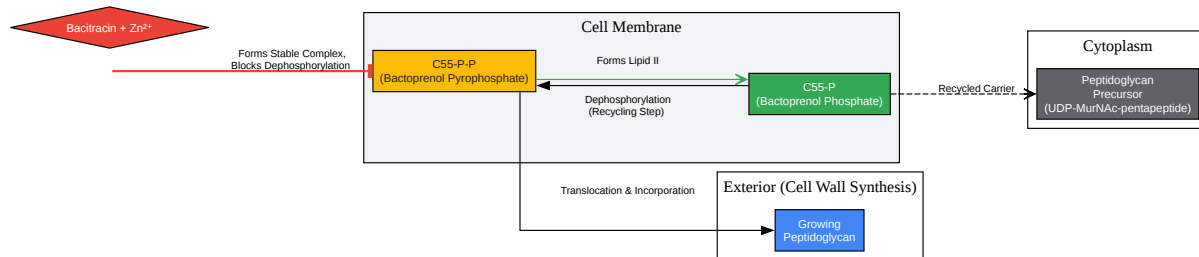 Bacitracin + Zn²⁺
Forms Stable Complex,
Blocks Dephosphorylation
Cell Membrane
C55-P-P
(Bactoprenol Pyrophosphate)
Forms Lipid II
Dephosphorylation
(Recycling Step)
C55-P
(Bactoprenol Phosphate)
Recycled Carrier
Cytoplasm
Peptidoglycan
Precursor
(UDP-MurNAc-pentapeptide)
Translocation & Incorporation
Exterior (Cell Wall Synthesis)
Growing
Peptidoglycan